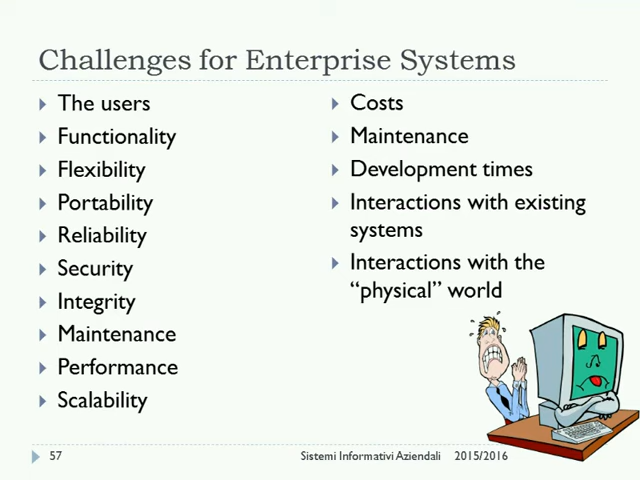 Challenges for Enterprise Systems
The users
Functionality
Flexibility
Portability
Reliability
Security
Integrity
Maintenance
Performance
Scalability
Costs
Maintenance
Development times
Interactions with existing
systems
Interactions with the
“physical” world
57
Sistemi Informativi Aziendali 2015/2016